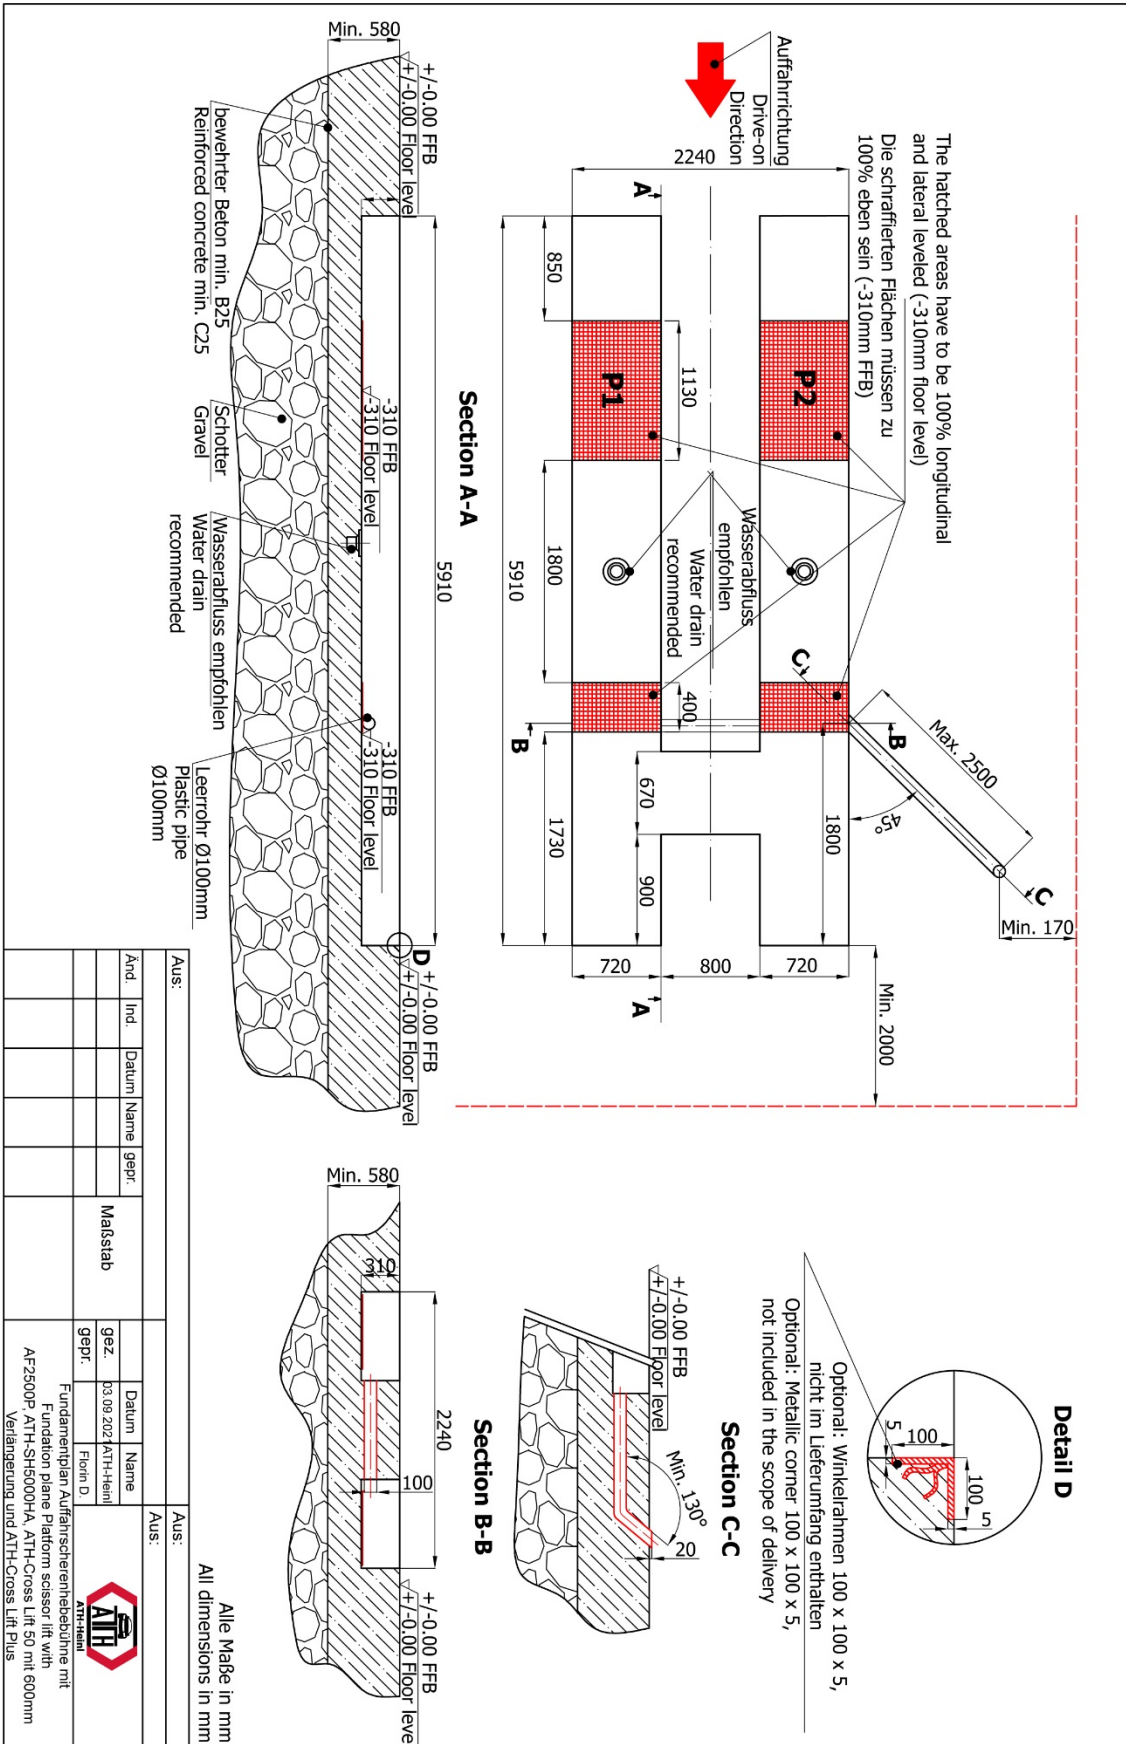 The hatched areas have to be 100% longitudinal
and lateral leveled (-310mm floor level)
Die schraffierten Flächen müssen zu
100% eben sein (-310mm FFB)
Auffahrrichtung
Drive-on
Direction
2240
A
A
850
1130
1800
400
1730
5910
P1
P2
Wasserabfluss
empfohlen
Water drain
recommended
670
900
1800
B
B
C
C
Max. 2500
45°
Min. 170
Min. 2000
720
800
720
Section A-A
5910
Min. 580
+/-0.00 FFB
+/-0.00 Floor level
-310 FFB
-310 Floor level
-310 FFB
-310 Floor level
D
+/-0.00 FFB
+/-0.00 Floor level
bewehrter Beton min. B25
Reinforced concrete min. C25
Schotter
Gravel
Wasserabfluss empfohlen
Water drain
recommended
Leerrohr Ø100mm
Plastic pipe
Ø100mm
Detail D
100
5
100
5
Optional: Winkelrahmen 100 x 100 x 5,
nicht im Lieferumfang enthalten
Optional: Metallic corner 100 x 100 x 5,
not included in the scope of delivery
Section C-C
+/-0.00 FFB
+/-0.00 Floor level
Min. 130°
20
Section B-B
2240
Min. 580
310
100
+/-0.00 FFB
+/-0.00 Floor leve
Alle Maße in mm
All dimensions in mm
Aus:
Aus:
Aus:
Änd.
Ind.
Datum
Name
gepr.
Maßstab
Datum
Name
gez.
03.09.2021
ATH-Heinl
gepr.
Florin D.
ATH
ATH-Heinl
Fundamentplan Auffahrscherenhebebühne mit
Fundation plane Platform scissor lift with
AF2500P, ATH-SH5000HA, ATH-Cross Lift 50 mit 600mm
Verlängerung und ATH-Cross Lift Plus